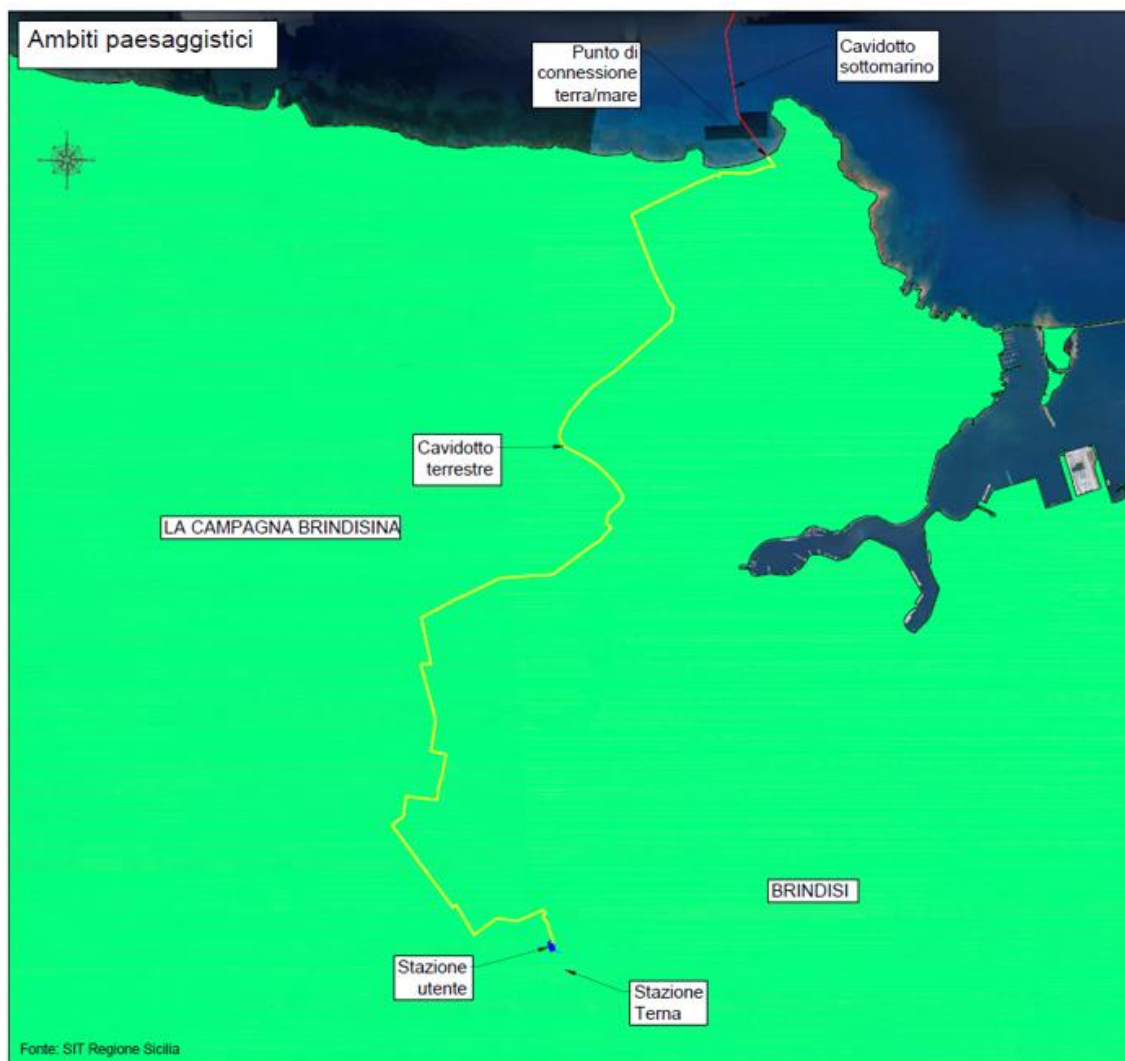 Ambiti paesaggistici
Punto di
connessione
terra/mare
Cavidotto
sottomarino
Cavidotto
terrestre
LA CAMPAGNA BRINDISINA
BRINDISI
Stazione
utente
Stazione
Terna
Fonte: SIT Regione Sicilia